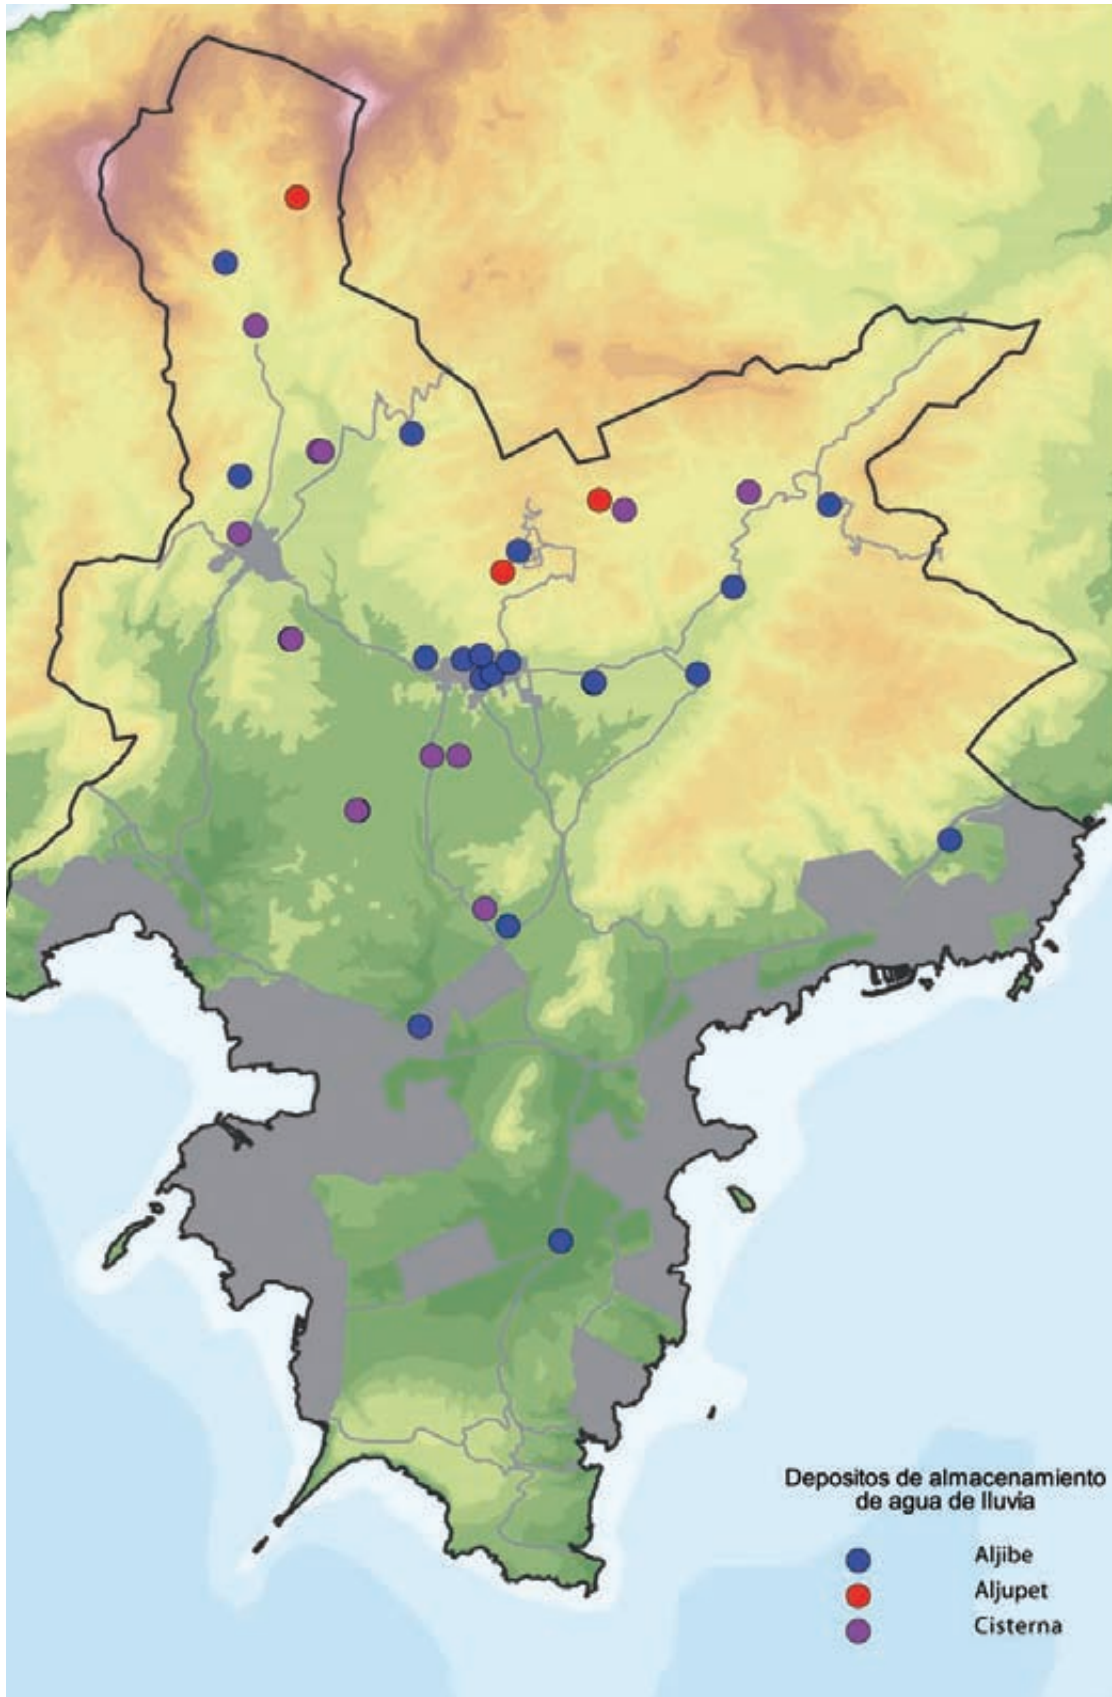 Depositos de almacenamiento
de agua de lluvia
Aljibe
Aljupet
Cisterna